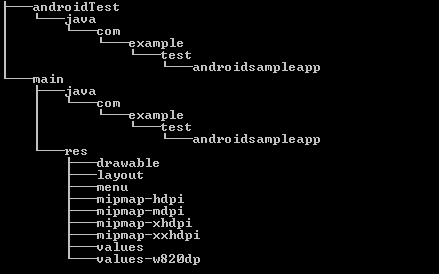 androidTest
java
com
example
test
androidsampleapp
main
java
com
example
test
androidsampleapp
res
drawable
layout
menu
mipmap-hdpi
mipmap-mdpi
mipmap-xhdpi
mipmap-xxhdpi
values
values-w820dp